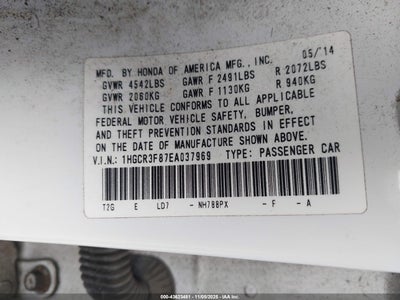 MFD. BY HONDA OF AMERICA MFG., INC. 05/14
GVWR 4542LBS GAWR F 2491LBS R 2072LBS
GVWR 2060KG GAWR F 1130KG R 940KG
THIS VEHICLE CONFORMS TO ALL APPLICABLE
FEDERAL MOTOR VEHICLE SAFETY, BUMPER,
AND THEFT PREVENTION STANDARDS IN EFFECT
ON THE DATE OF MANUFACTURE SHOWN ABOVE.
V.I.N.: 1HGCR3F87EA037969 TYPE: PASSENGER CAR
T2G E LD7 - NH788PX - F - A
000-43623461 - 11/05/2025 - IAA Inc.